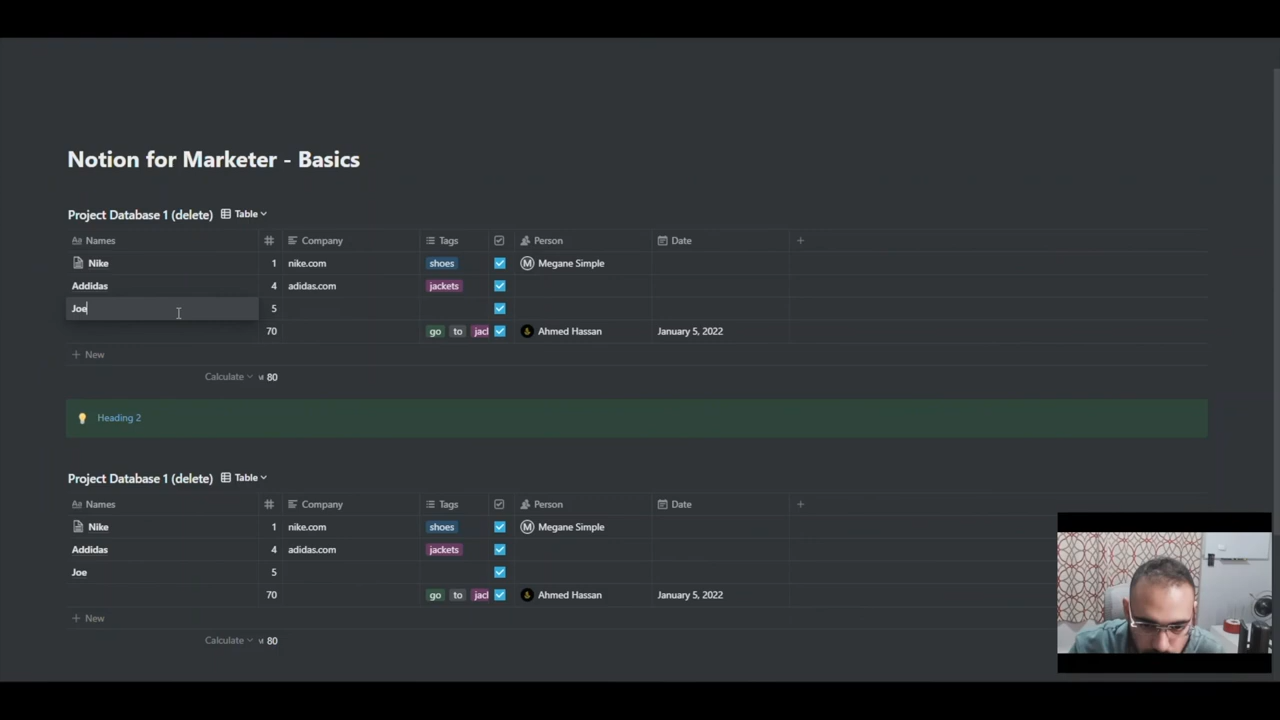 Notion for Marketer - Basics
Project Database 1 (delete) Table
Aa Names # Company Tags Person Date +
Nike 1 nike.com shoes M Megane Simple
Addidas 4 adidas.com jackets
Joe 5
70 go to jacl Ahmed Hassan January 5, 2022
+ New
Calculate 80
Heading 2
Project Database 1 (delete) Table
Aa Names # Company Tags Person Date +
Nike 1 nike.com shoes M Megane Simple
Addidas 4 adidas.com jackets
Joe 5
70 go to jacl Ahmed Hassan January 5, 2022
+ New
Calculate 80